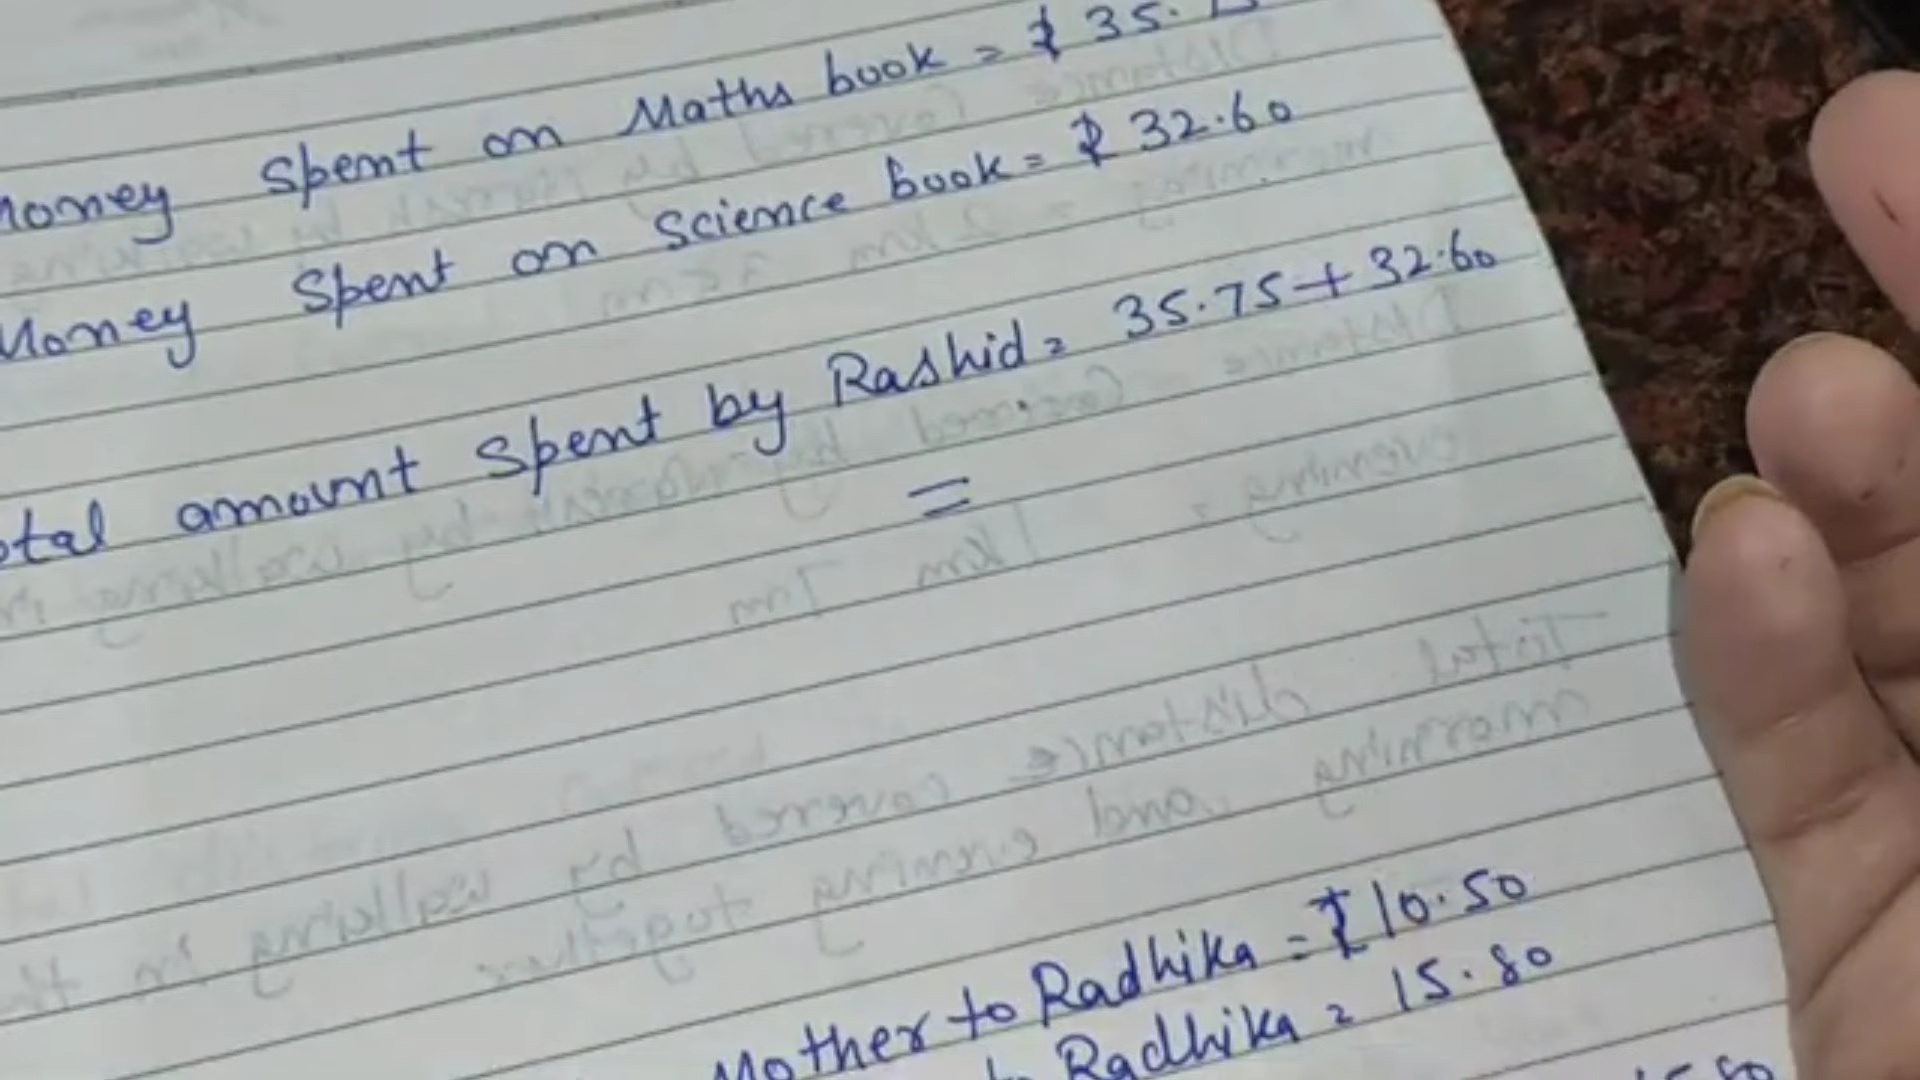 Money Spent on Maths book = ₹ 35.
Money Spent on Science book = ₹ 32.60
otal amount Spent by Rashid = 35.75 + 32.60
=
Mother to Radhika = ₹ 10.50
Radhika = 15.80